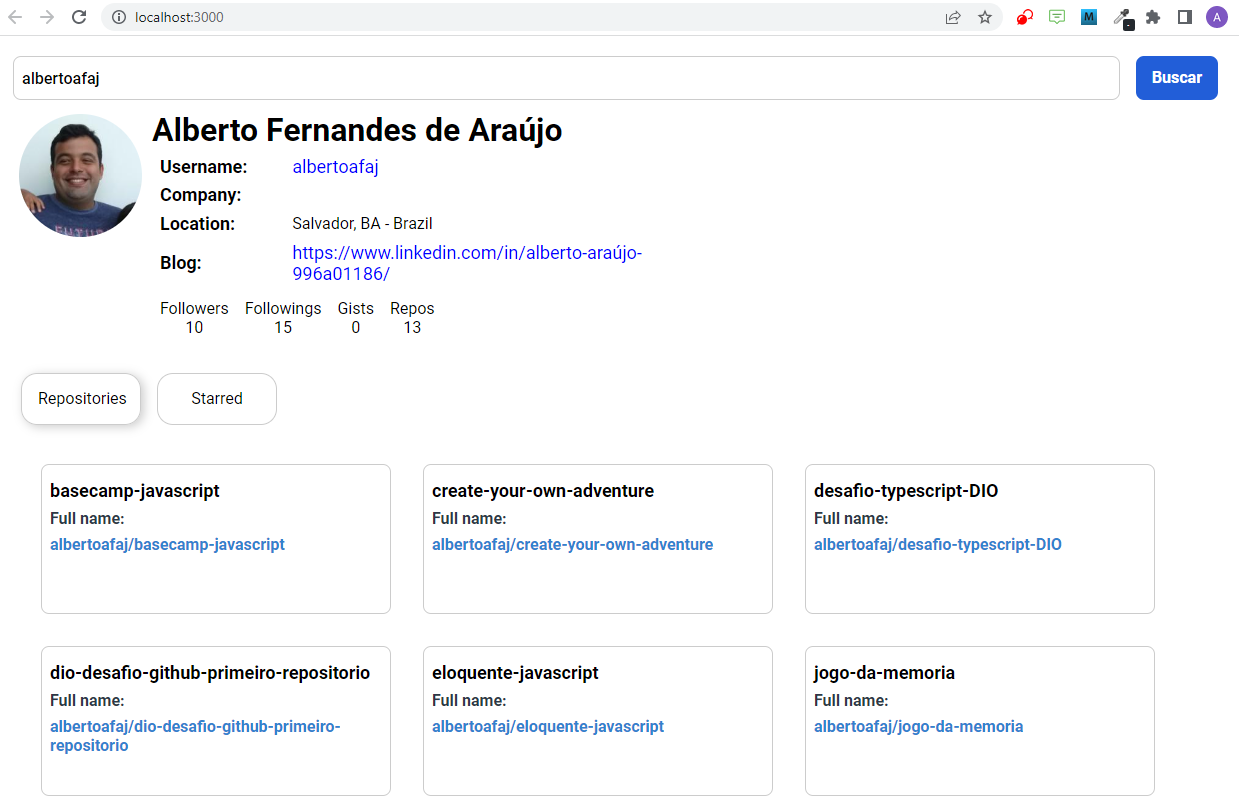 localhost:3000
M
A
albertoafaj
Buscar
Alberto Fernandes de Araújo
Username: albertoafaj
Company:
Location: Salvador, BA - Brazil
Blog: https://www.linkedin.com/in/alberto-araújo-
996a01186/
Followers Followings Gists Repos
10 15 0 13
Repositories Starred
basecamp-javascript
Full name:
albertoafaj/basecamp-javascript
create-your-own-adventure
Full name:
albertoafaj/create-your-own-adventure
desafio-typescript-DIO
Full name:
albertoafaj/desafio-typescript-DIO
dio-desafio-github-primeiro-repositorio
Full name:
albertoafaj/dio-desafio-github-primeiro-
repositorio
eloquente-javascript
Full name:
albertoafaj/eloquente-javascript
jogo-da-memoria
Full name:
albertoafaj/jogo-da-memoria